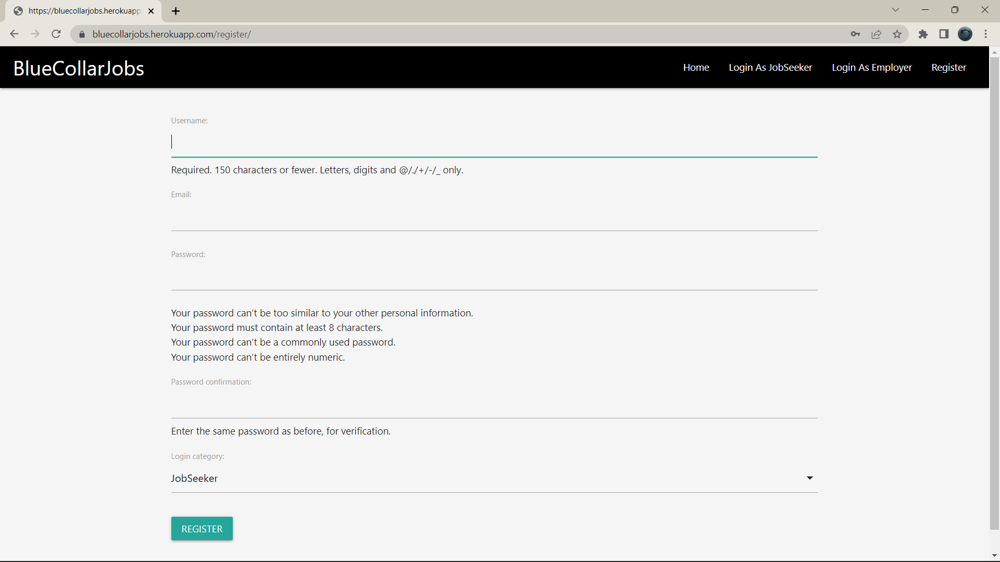 https://bluecollarjobs.herokuapp
bluecollarjobs.herokuapp.com/register/
BlueCollarJobs
Home
Login As JobSeeker
Login As Employer
Register
Username:
Required. 150 characters or fewer. Letters, digits and @/./+/-/_ only.
Email:
Password:
Your password can’t be too similar to your other personal information.
Your password must contain at least 8 characters.
Your password can’t be a commonly used password.
Your password can’t be entirely numeric.
Password confirmation:
Enter the same password as before, for verification.
Login category:
JobSeeker
REGISTER